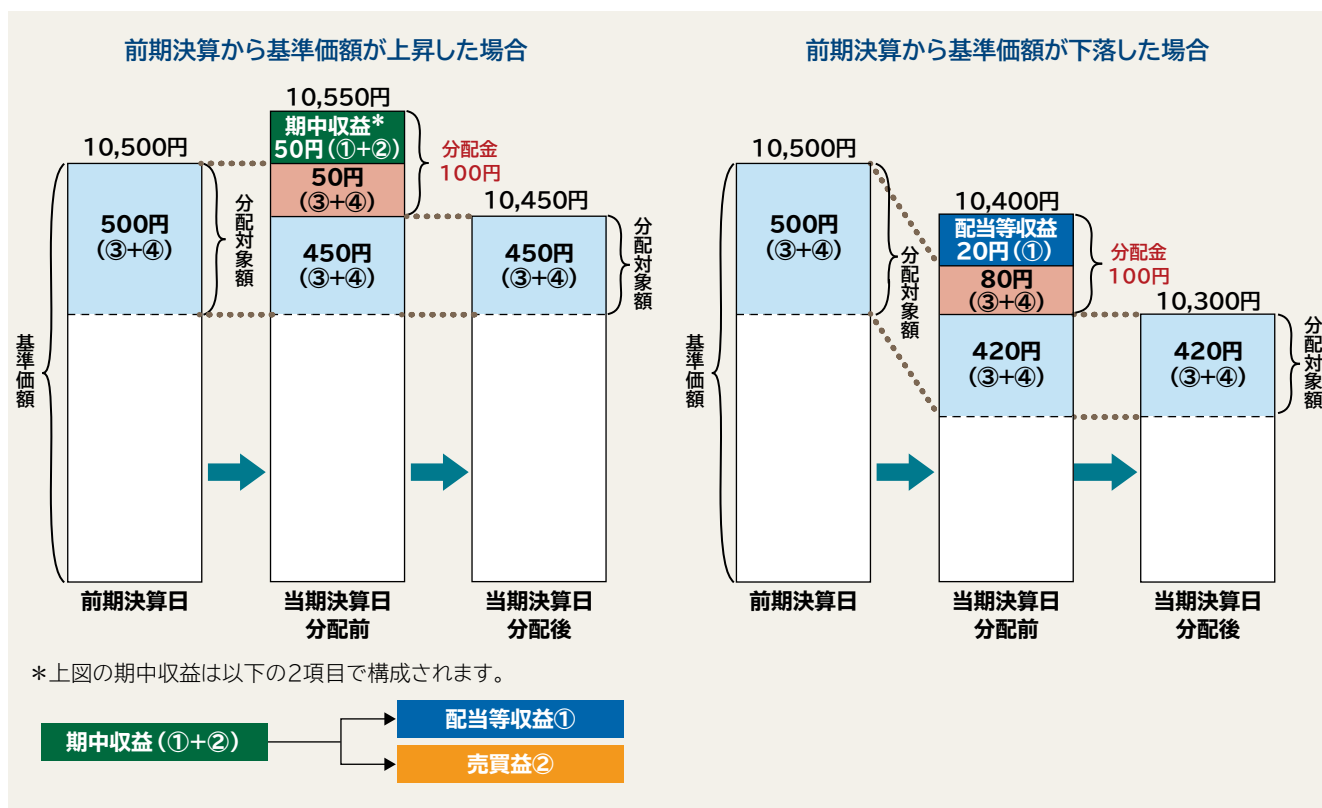 前期決算から基準価額が上昇した場合
10,500円
500円
(③+④)
分配対象額
基準価額
前期決算日
10,550円
期中収益*
50円(①+②)
50円
(③+④)
分配金
100円
450円
(③+④)
当期決算日
分配前
10,450円
450円
(③+④)
分配対象額
当期決算日
分配後
前期決算から基準価額が下落した場合
10,500円
500円
(③+④)
分配対象額
基準価額
前期決算日
10,400円
配当等収益
20円(①)
80円
(③+④)
分配金
100円
420円
(③+④)
当期決算日
分配前
10,300円
420円
(③+④)
分配対象額
当期決算日
分配後
*上図の期中収益は以下の2項目で構成されます。
期中収益(①+②)
配当等収益①
売買益②